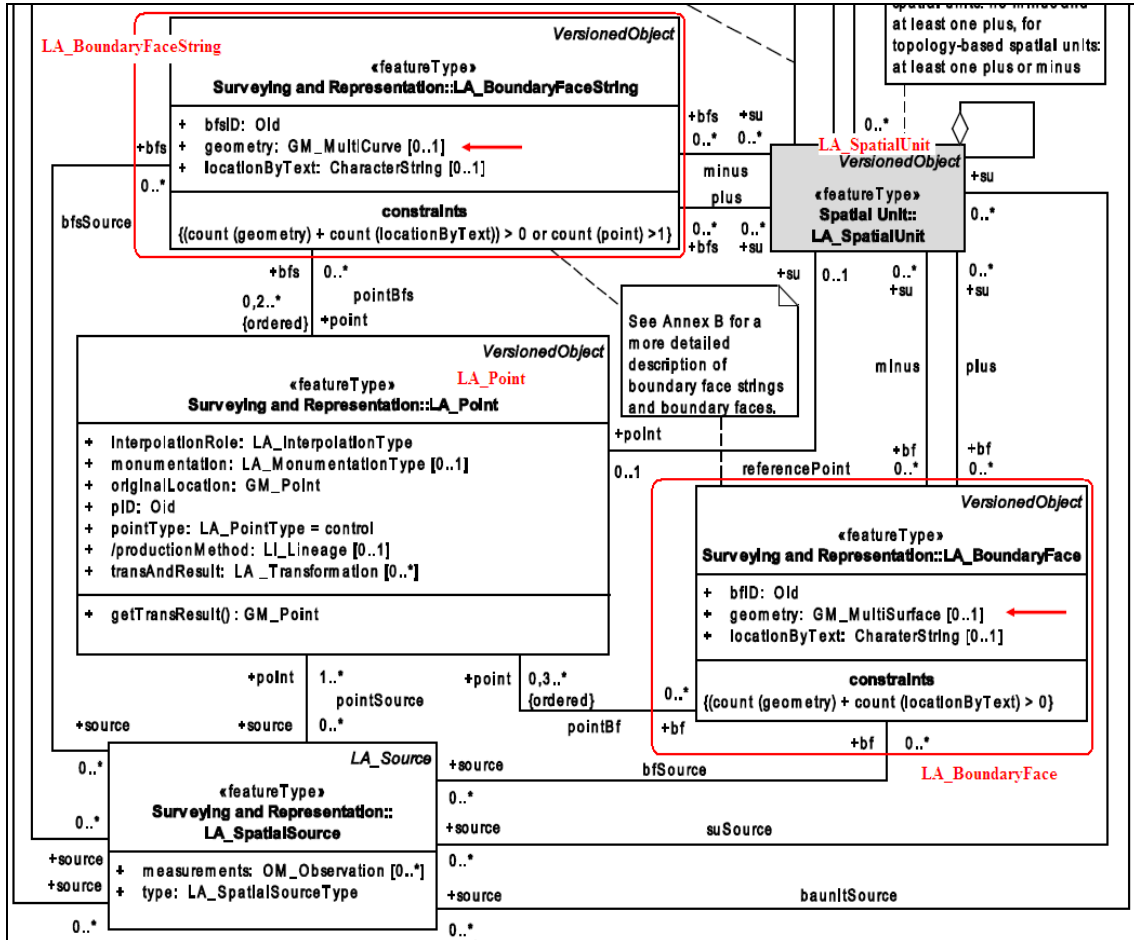 spatial units: no minus and
at least one plus, for
topology-based spatial units:
at least one plus or minus
LA_BoundaryFaceString
VersionedObject
«featureType»
Surveying and Representation::LA_BoundaryFaceString
+ bfsID: Oid
+ geometry: GM_MultiCurve [0..1]
+ locationByText: CharacterString [0..1]
constraints
{(count (geometry) + count (locationByText)) > 0 or count (point) >1}
+bfs
0..*
bfsSource
+bfs +su
0..* 0..*
minus
plus
0..* 0..*
+bfs +su
0..*
LA_SpatialUnit
VersionedObject
«featureType»
Spatial Unit::
LA_SpatialUnit
+su
0..*
+bfs 0..*
pointBfs
0,2..*
{ordered}
+point
+su 0..1
0..* 0..*
+su +su
See Annex B for a
more detailed
description of
boundary face strings
and boundary faces.
minus plus
VersionedObject
«featureType»
LA_Point
Surveying and Representation::LA_Point
+ InterpolationRole: LA_InterpolationType
+ monumentation: LA_MonumentationType [0..1]
+ originalLocation: GM_Point
+ pID: Oid
+ pointType: LA_PointType = control
+ /productionMethod: LI_Lineage [0..1]
+ transAndResult: LA _Transformation [0..*]
+ getTransResult() : GM_Point
+point
0..1
referencePoint
+bf +bf
0..* 0..*
VersionedObject
«featureType»
Surveying and Representation::LA_BoundaryFace
+ bfID: Oid
+ geometry: GM_MultiSurface [0..1]
+ locationByText: CharaterString [0..1]
constraints
{(count (geometry) + count (locationByText) > 0}
+point 1..*
pointSource
+source 0..*
+point 0,3..*
{ordered}
pointBf
0..*
+bf
+bf 0..*
LA_BoundaryFace
+source
0..*
0..*
+source
+source
0..*
LA_Source
«featureType»
Surveying and Representation::
LA_SpatialSource
+ measurements: OM_Observation [0..*]
+ type: LA_SpatialSourceType
+source bfSource
0..*
+source suSource
0..*
+source baunitSource
0..*